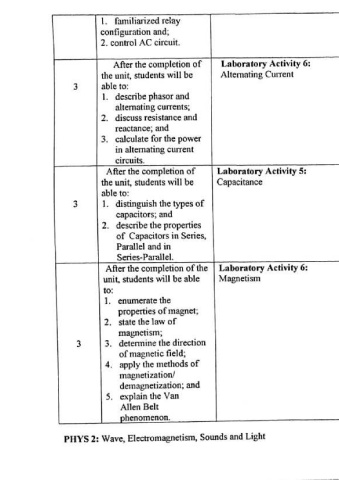 1. familiarized relay
configuration and;
2. control AC circuit.
3
After the completion of
the unit, students will be
able to:
1. describe phasor and
alternating currents;
2. discuss resistance and
reactance; and
3. calculate for the power
in alternating current
circuits.
Laboratory Activity 6:
Alternating Current
3
After the completion of
the unit, students will be
able to:
1. distinguish the types of
capacitors; and
2. describe the properties
of Capacitors in Series,
Parallel and in
Series-Parallel.
Laboratory Activity 5:
Capacitance
3
After the completion of the
unit, students will be able
to:
1. enumerate the
properties of magnet;
2. state the law of
magnetism;
3. determine the direction
of magnetic field;
4. apply the methods of
magnetization/
demagnetization; and
5. explain the Van
Allen Belt
phenomenon.
Laboratory Activity 6:
Magnetism
PHYS 2: Wave, Electromagnetism, Sounds and Light